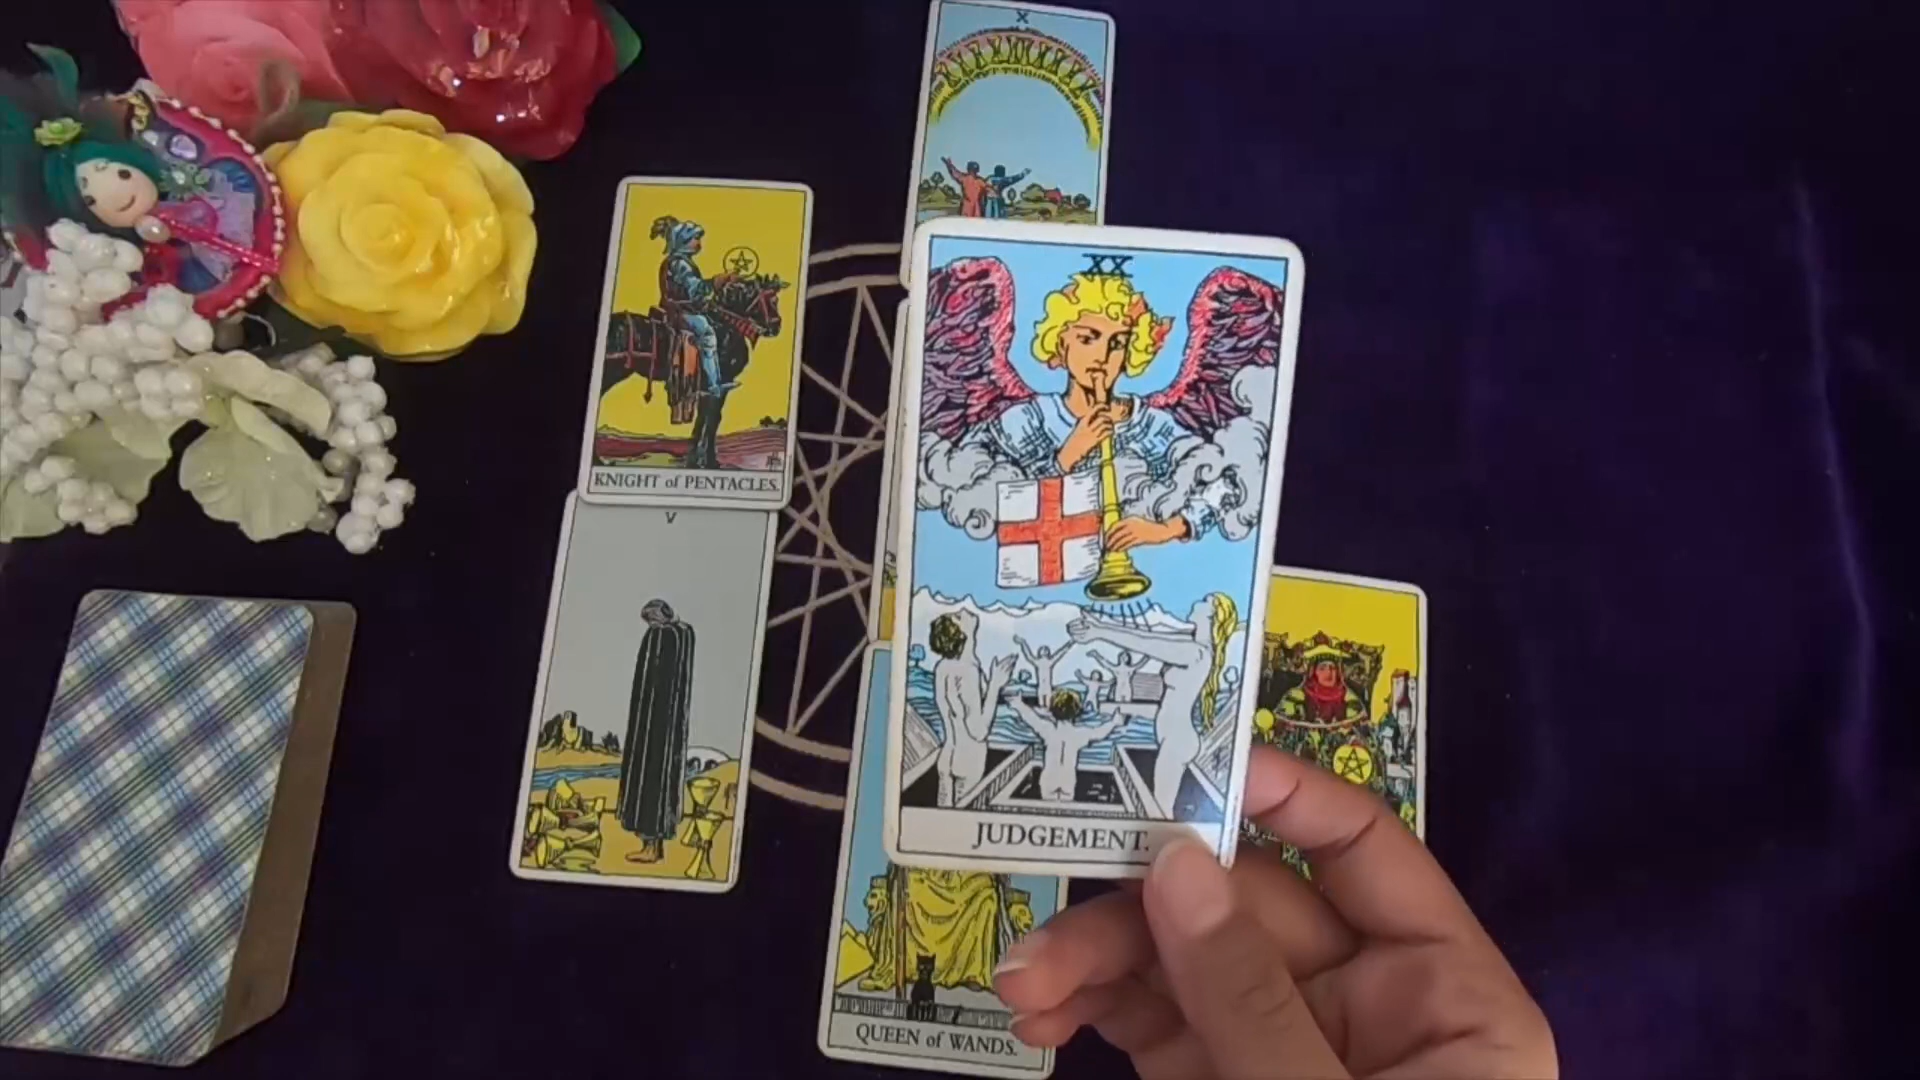 X
XX
KNIGHT of PENTACLES.
V
JUDGEMENT.
QUEEN of WANDS.